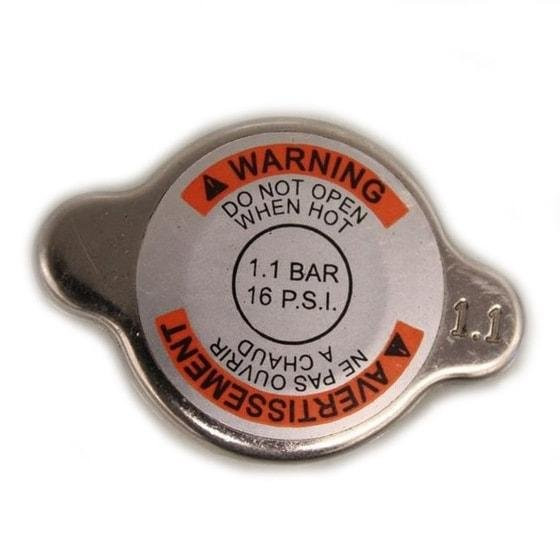 WARNING
DO NOT OPEN
WHEN HOT
1.1 BAR
16 P.S.I.
1.1
AVERTISSEMENT
NE PAS OUVRIR
A CHAUD